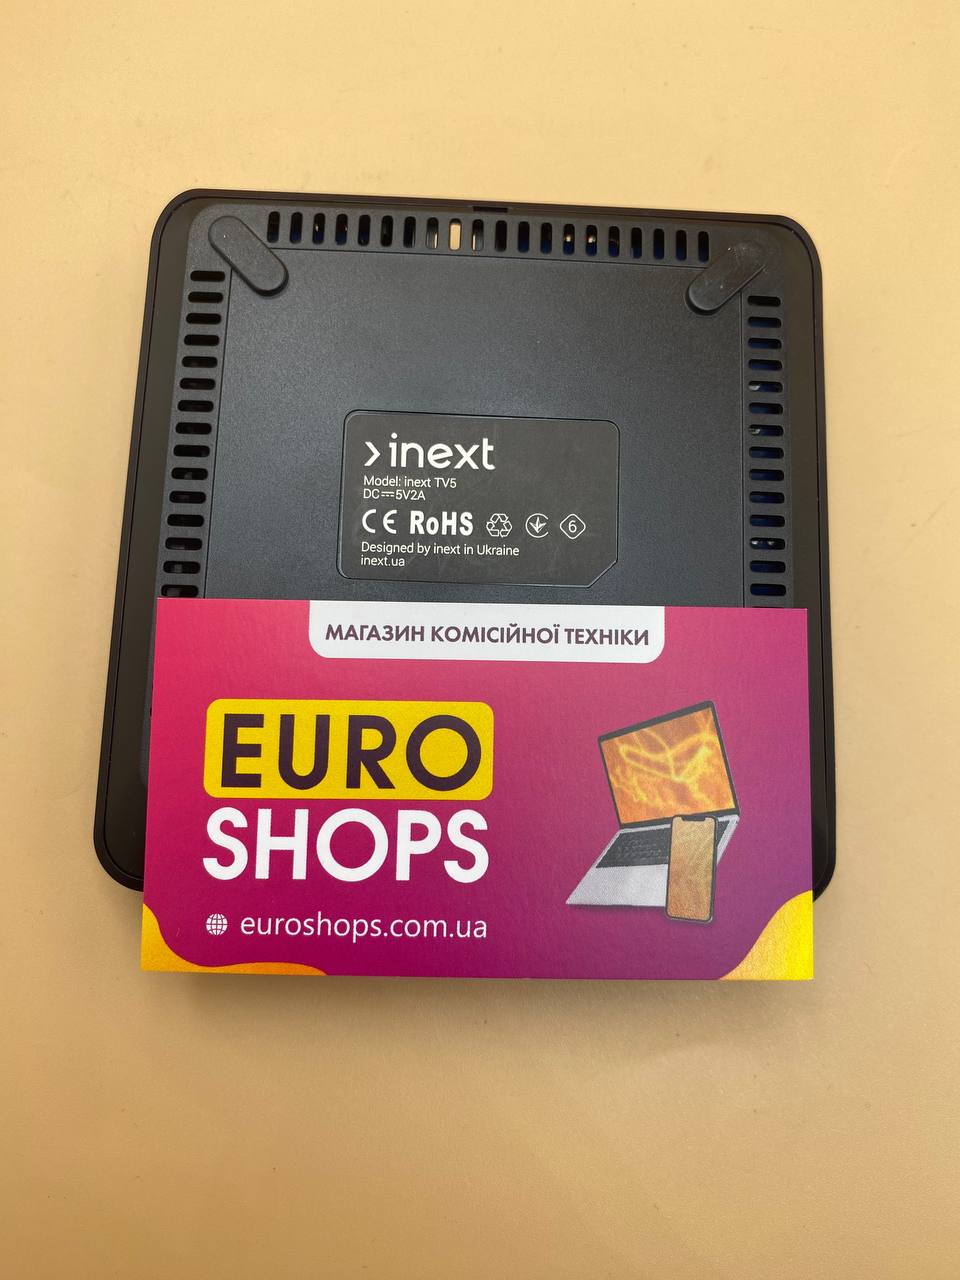 inext
Model: inext TV5
DC⎓5V2A
CE RoHS 6
Designed by inext in Ukraine
inext.ua
МАГАЗИН КОМІСІЙНОЇ ТЕХНІКИ
EURO
SHOPS
euroshops.com.ua